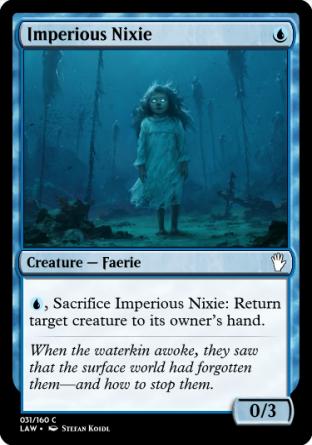 Imperious Nixie
Creature — Faerie
, Sacrifice Imperious Nixie: Return
target creature to its owner's hand.
When the waterkin awoke, they saw
that the surface world had forgotten
them—and how to stop them.
0/3
031/160 C
LAW • Stefan Koidl